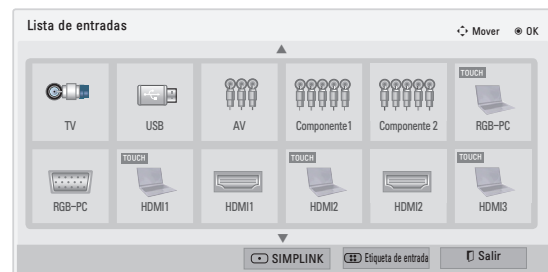 Lista de entradas
Mover OK
TV USB AV Componente1 Componente 2 TOUCH RGB-PC
RGB-PC TOUCH HDMI1 HDMI1 TOUCH HDMI2 HDMI2 TOUCH HDMI3
SIMPLINK Etiqueta de entrada Salir